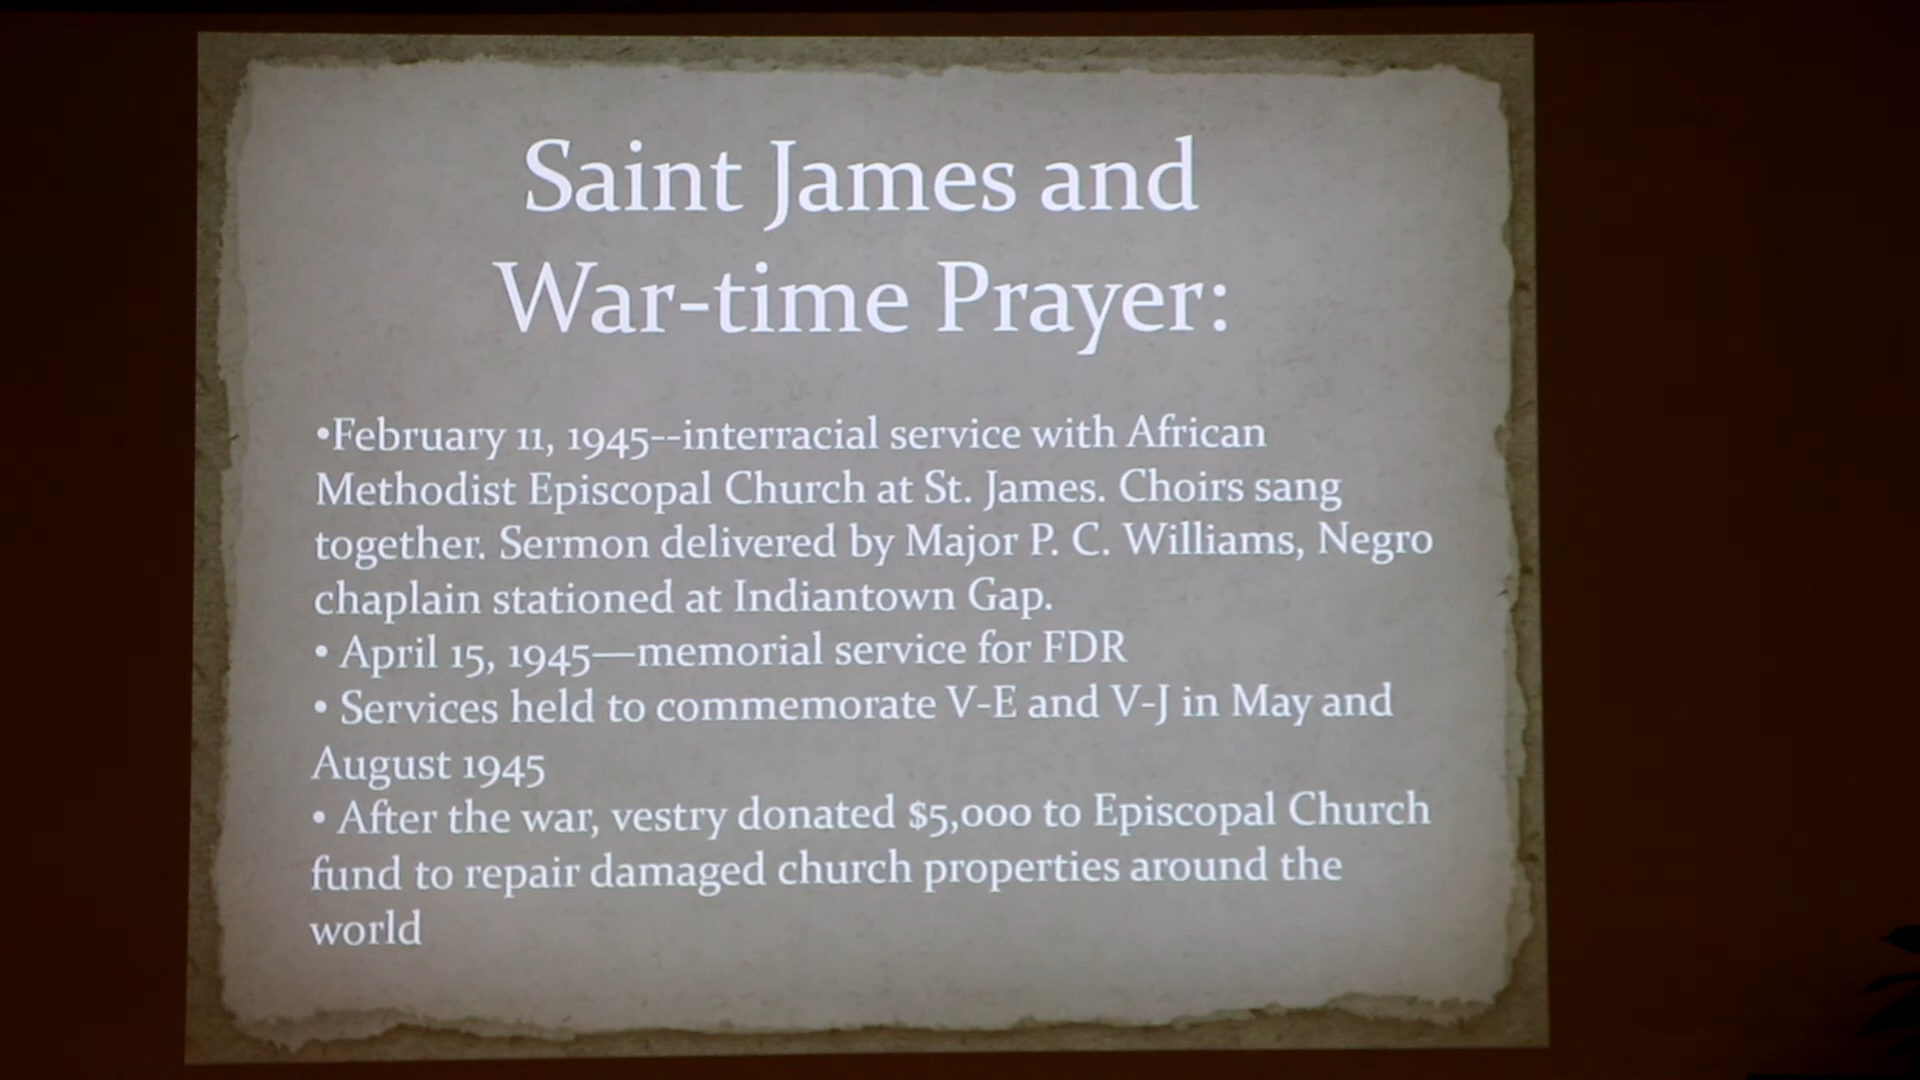 Saint James and
War-time Prayer:
•February 11, 1945--interracial service with African
Methodist Episcopal Church at St. James. Choirs sang
together. Sermon delivered by Major P. C. Williams, Negro
chaplain stationed at Indiantown Gap.
• April 15, 1945—memorial service for FDR
• Services held to commemorate V-E and V-J in May and
August 1945
• After the war, vestry donated $5,000 to Episcopal Church
fund to repair damaged church properties around the
world